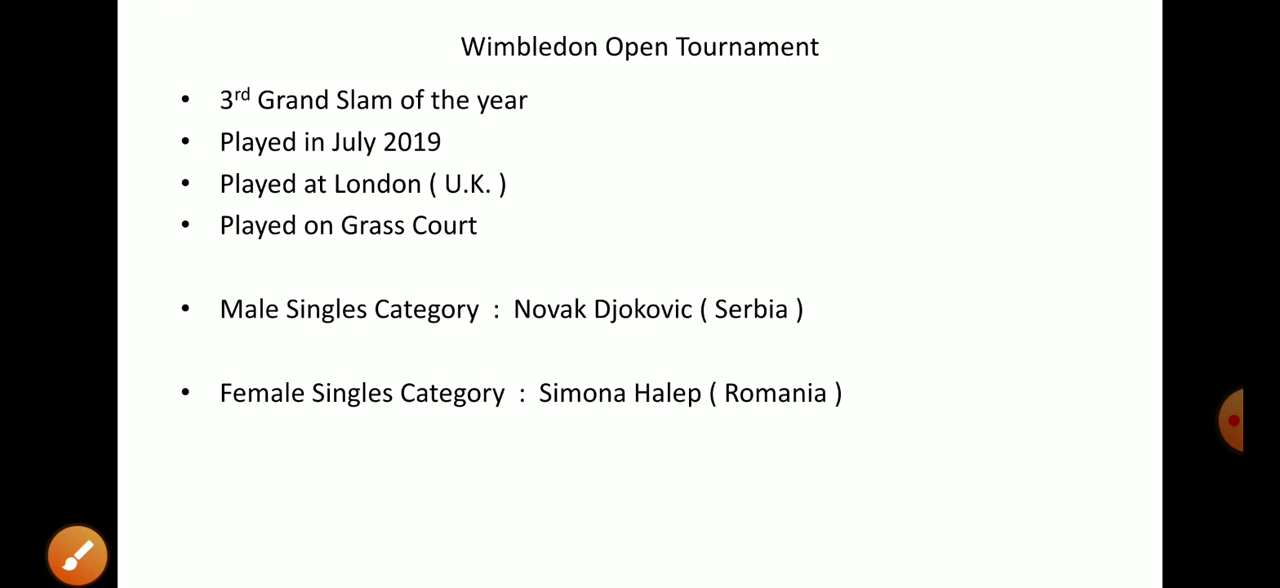 Wimbledon Open Tournament
• 3rd Grand Slam of the year
• Played in July 2019
• Played at London ( U.K. )
• Played on Grass Court
• Male Singles Category : Novak Djokovic ( Serbia )
• Female Singles Category : Simona Halep ( Romania )